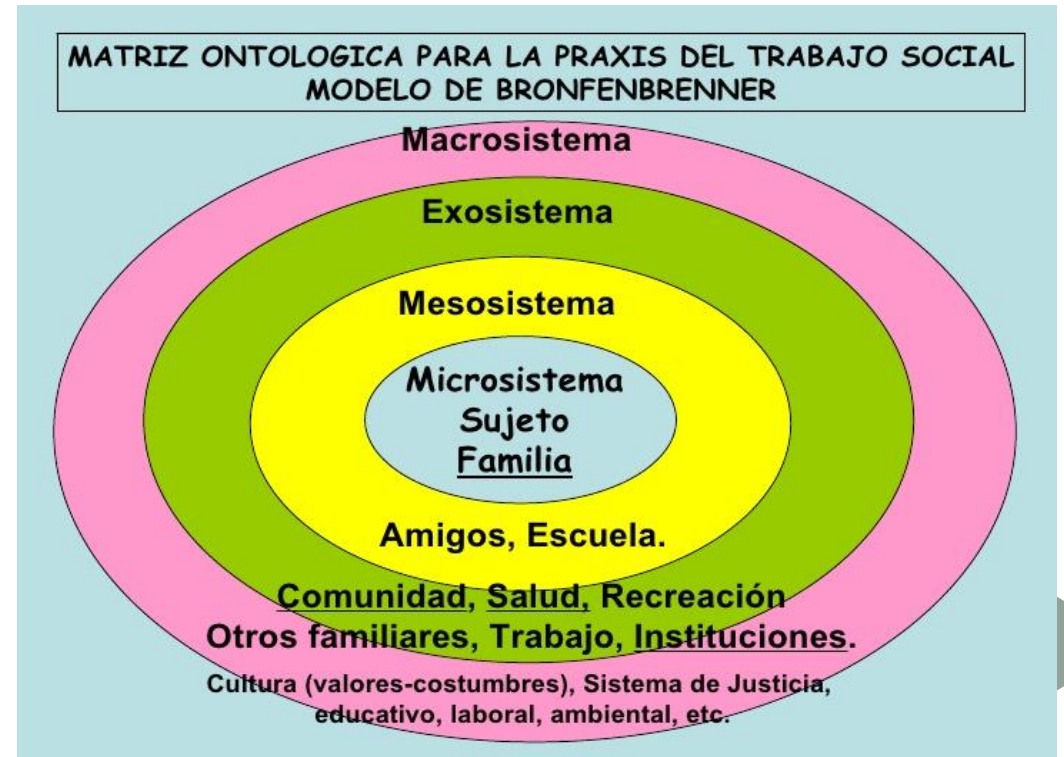 MATRIZ ONTOLOGICA PARA LA PRAXIS DEL TRABAJO SOCIAL
MODELO DE BRONFENBRENNER
Macrosistema
Exosistema
Mesosistema
Microsistema
Sujeto
Familia
Amigos, Escuela.
Comunidad, Salud, Recreación
Otros familiares, Trabajo, Instituciones.
Cultura (valores-costumbres), Sistema de Justicia,
educativo, laboral, ambiental, etc.